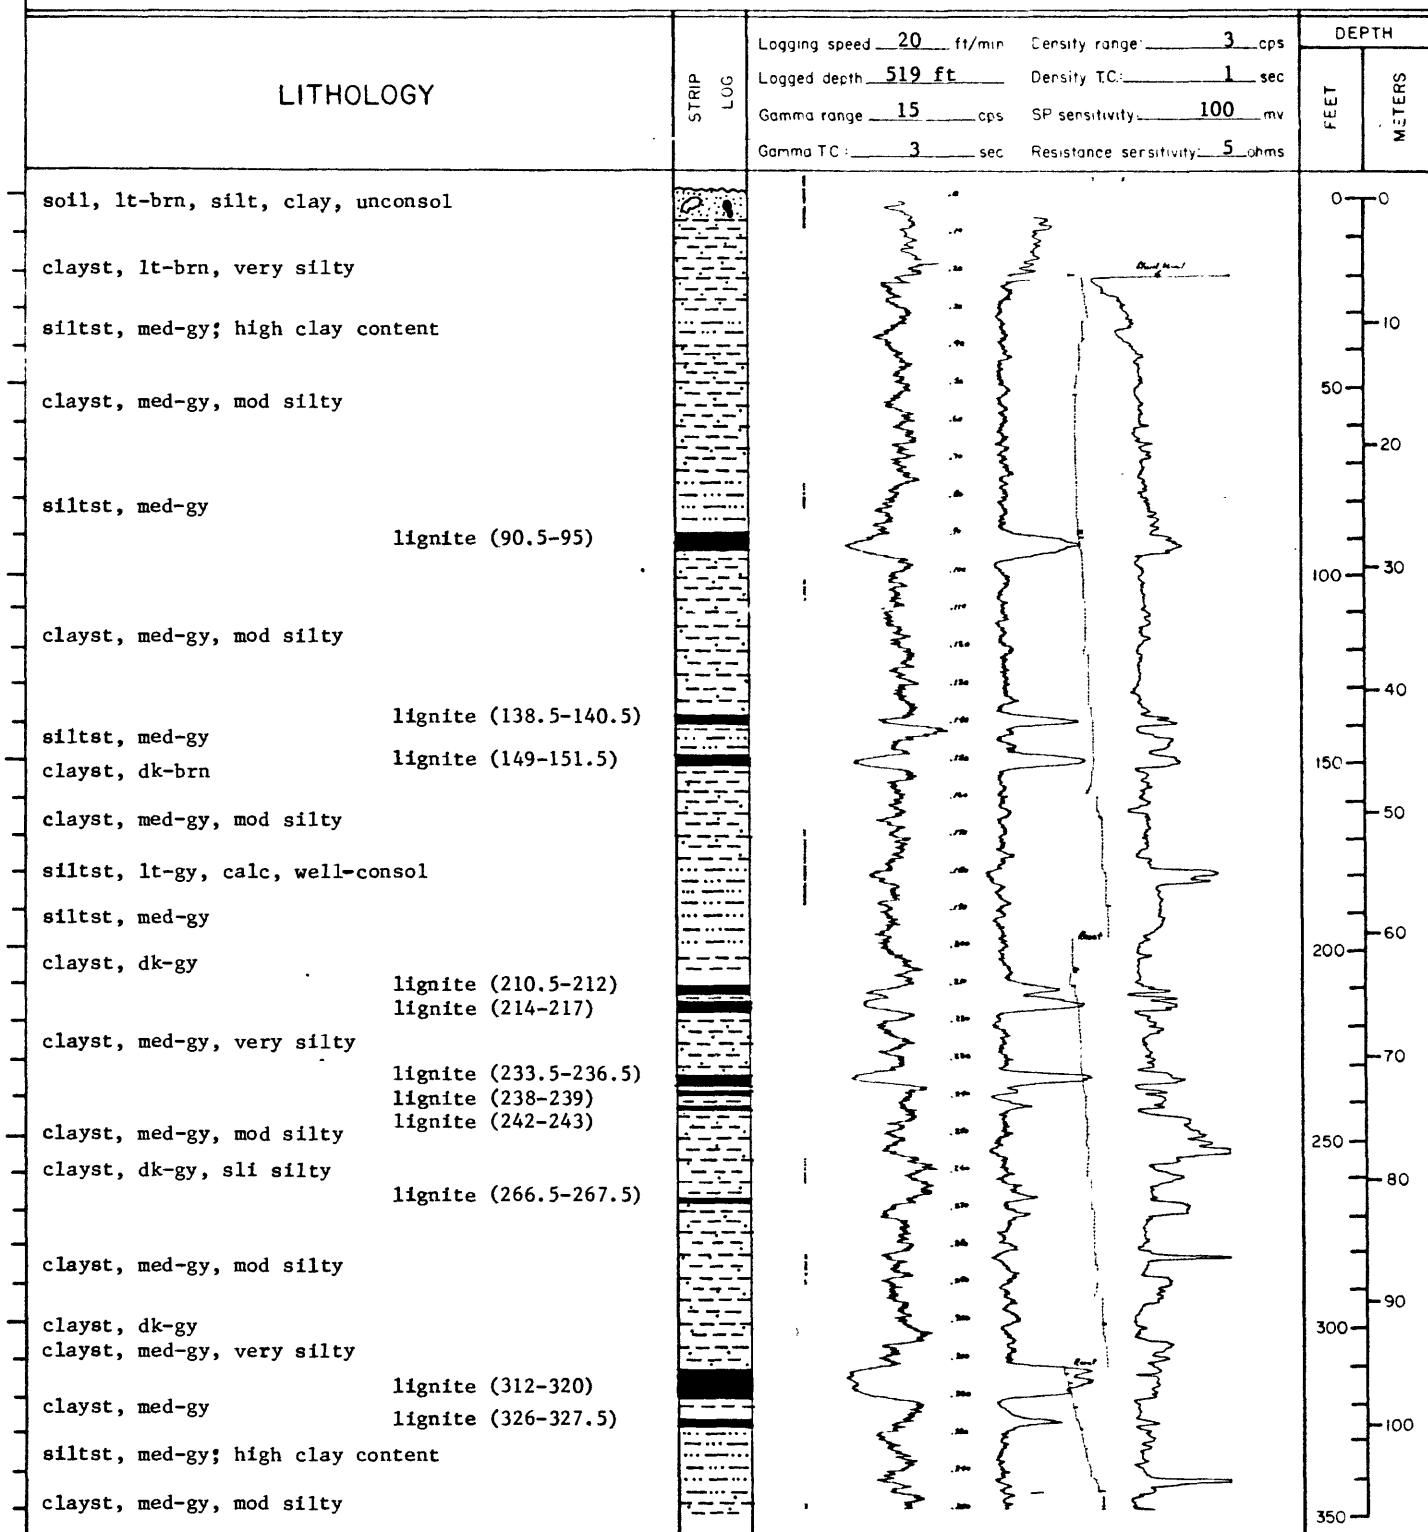 LITHOLOGY
STRIP LOG
Logging speed 20 ft/min
Logged depth 519 ft
Gamma range 15 cps
Gamma TC: 3 sec
Density range: 3 cps
Density T.C.: 1 sec
SP sensitivity: 100 mv
Resistance sensitivity: 5 ohms
DEPTH
FEET
METERS
soil, lt-brn, silt, clay, unconsol
clayst, lt-brn, very silty
siltst, med-gy; high clay content
clayst, med-gy, mod silty
siltst, med-gy
lignite (90.5-95)
clayst, med-gy, mod silty
lignite (138.5-140.5)
siltst, med-gy
lignite (149-151.5)
clayst, dk-brn
clayst, med-gy, mod silty
siltst, lt-gy, calc, well-consol
siltst, med-gy
clayst, dk-gy
lignite (210.5-212)
lignite (214-217)
clayst, med-gy, very silty
lignite (233.5-236.5)
lignite (238-239)
lignite (242-243)
clayst, med-gy, mod silty
clayst, dk-gy, sli silty
lignite (266.5-267.5)
clayst, med-gy, mod silty
clayst, dk-gy
clayst, med-gy, very silty
lignite (312-320)
clayst, med-gy
lignite (326-327.5)
siltst, med-gy; high clay content
clayst, med-gy, mod silty
0
50
100
150
200
250
300
350
0
10
20
30
40
50
60
70
80
90
100